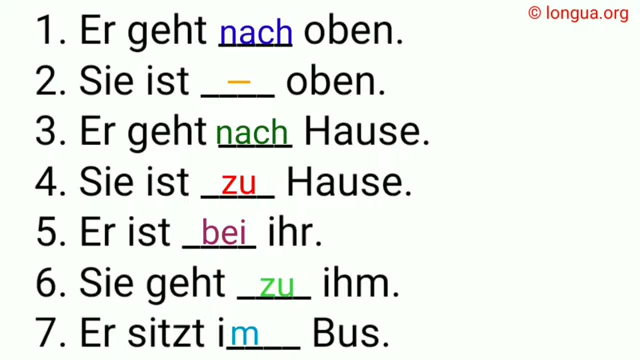 © longua.org
1. Er geht nach oben.
2. Sie ist – oben.
3. Er geht nach Hause.
4. Sie ist zu Hause.
5. Er ist bei ihr.
6. Sie geht zu ihm.
7. Er sitzt im Bus.